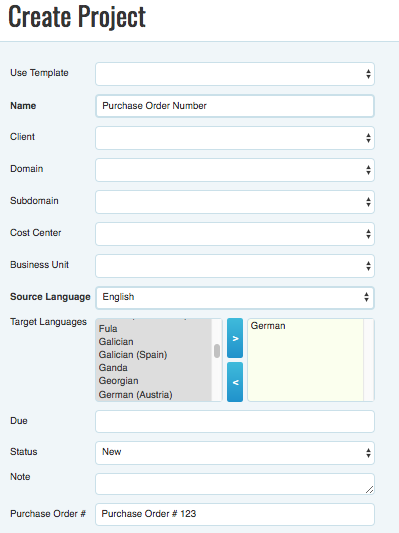 Create Project
Use Template
Name Purchase Order Number
Client
Domain
Subdomain
Cost Center
Business Unit
Source Language English
Target Languages
Fula
Galician
Galician (Spain)
Ganda
Georgian
German (Austria)
>
<
German
Due
Status New
Note
Purchase Order # Purchase Order # 123